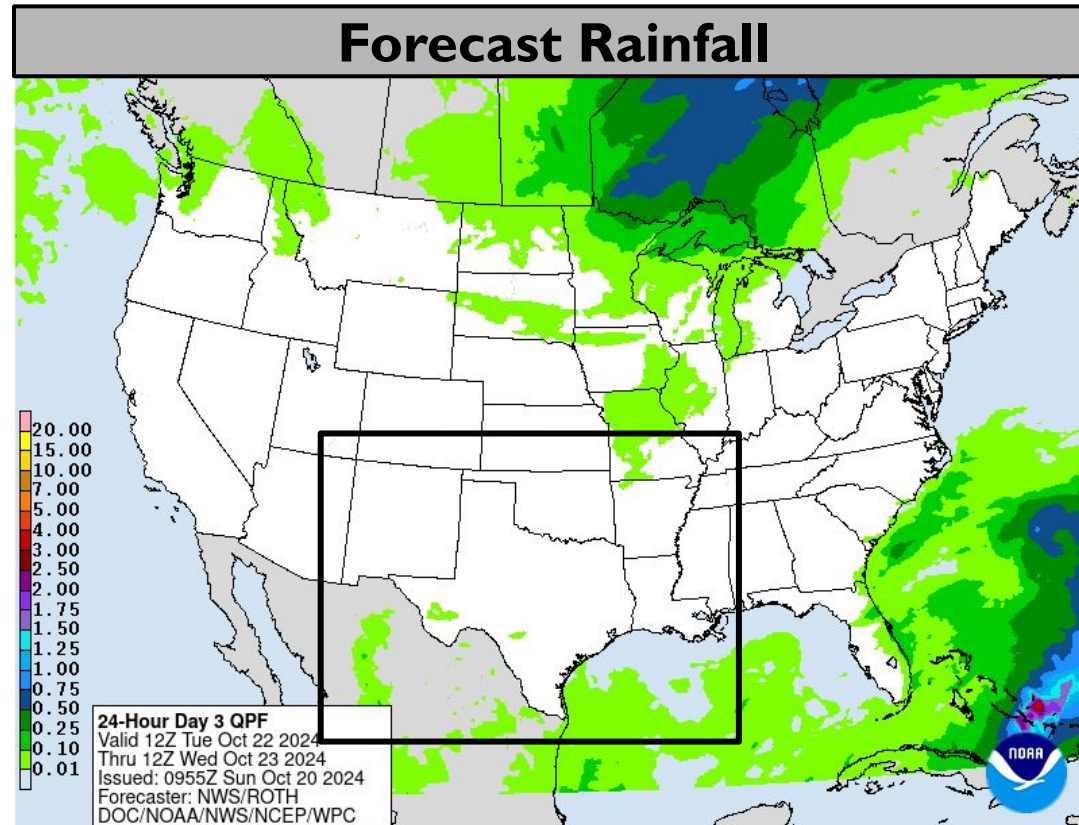 Forecast Rainfall
20.00
15.00
10.00
7.00
5.00
4.00
3.00
2.50
2.00
1.75
1.50
1.25
1.00
0.75
0.50
0.25
0.10
0.01
24-Hour Day 3 QPF
Valid 12Z Tue Oct 22 2024
Thru 12Z Wed Oct 23 2024
Issued: 0955Z Sun Oct 20 2024
Forecaster: NWS/ROTH
DOC/NOAA/NWS/NCEP/WPC
NOAA